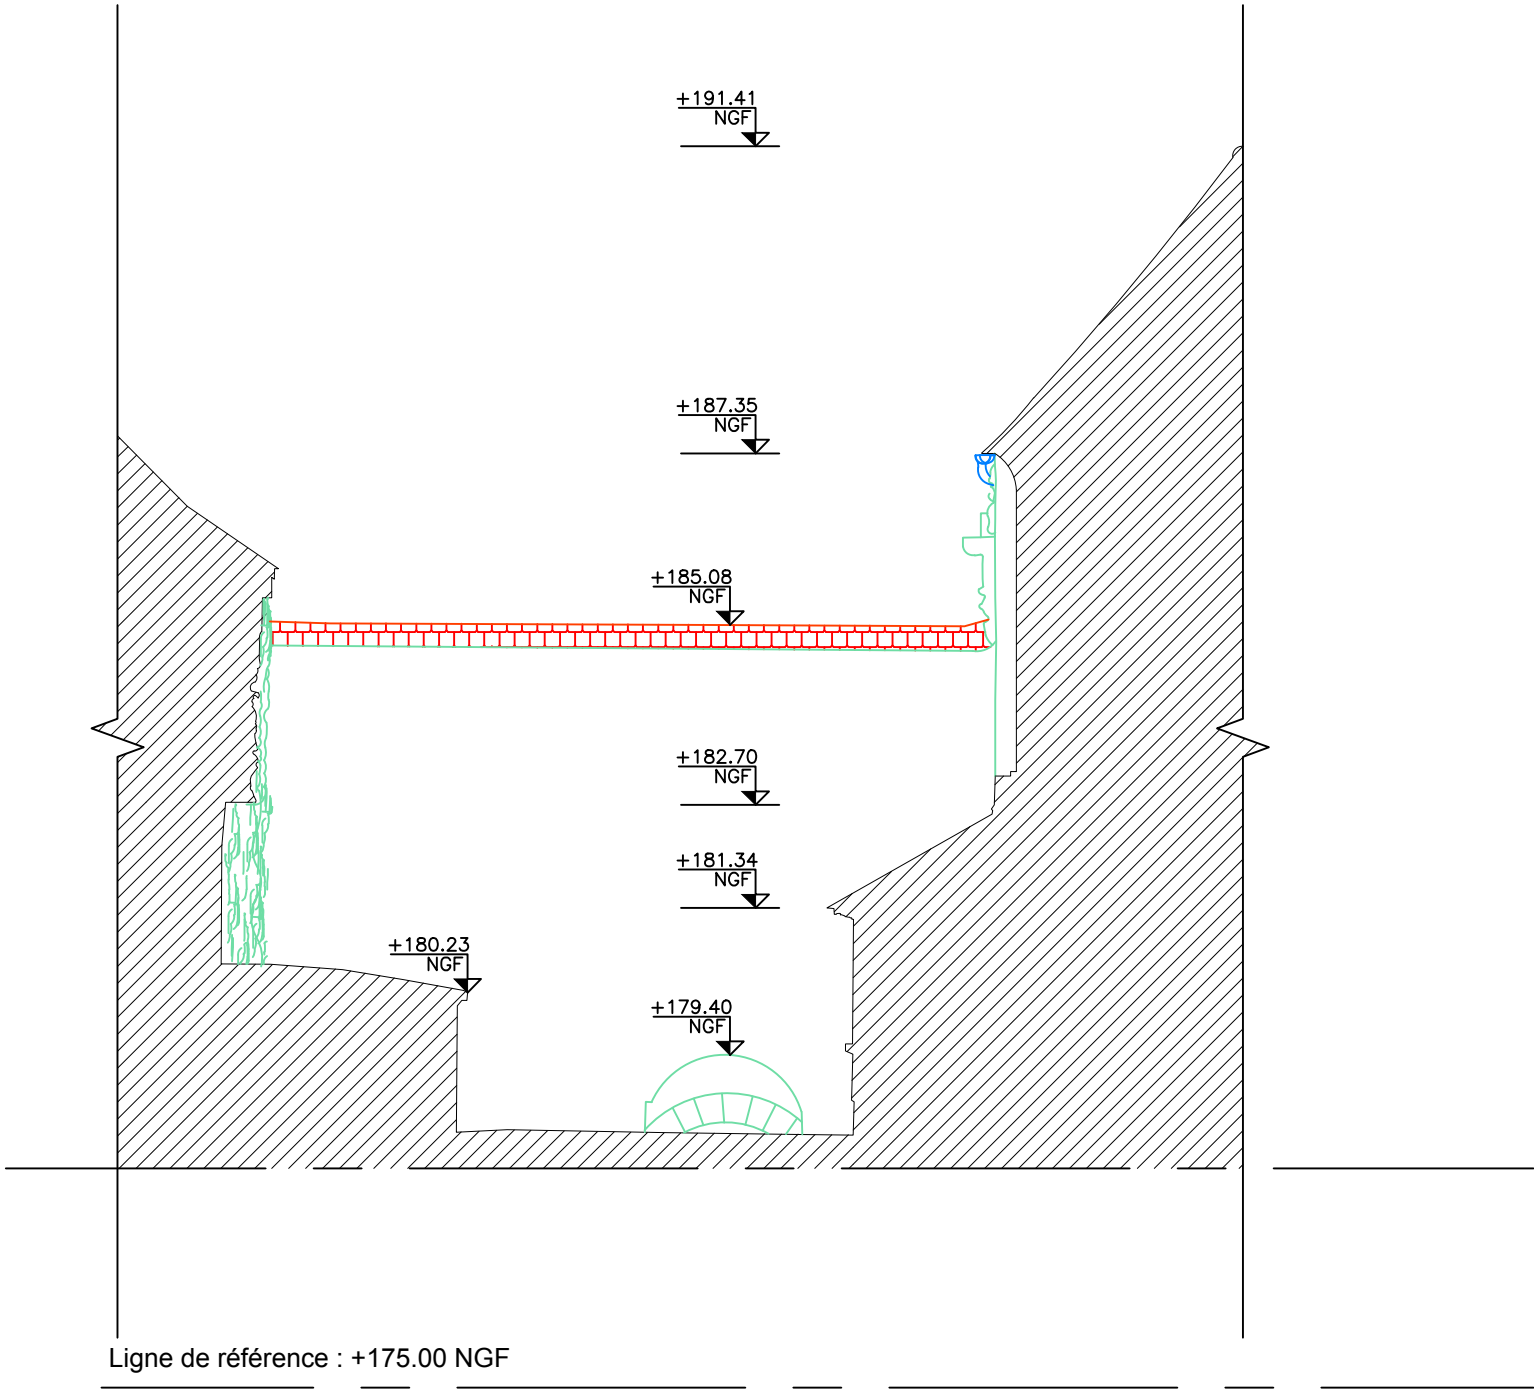 +191.41
NGF
+187.35
NGF
+185.08
NGF
+182.70
NGF
+181.34
NGF
+180.23
NGF
+179.40
NGF
Ligne de référence : +175.00 NGF